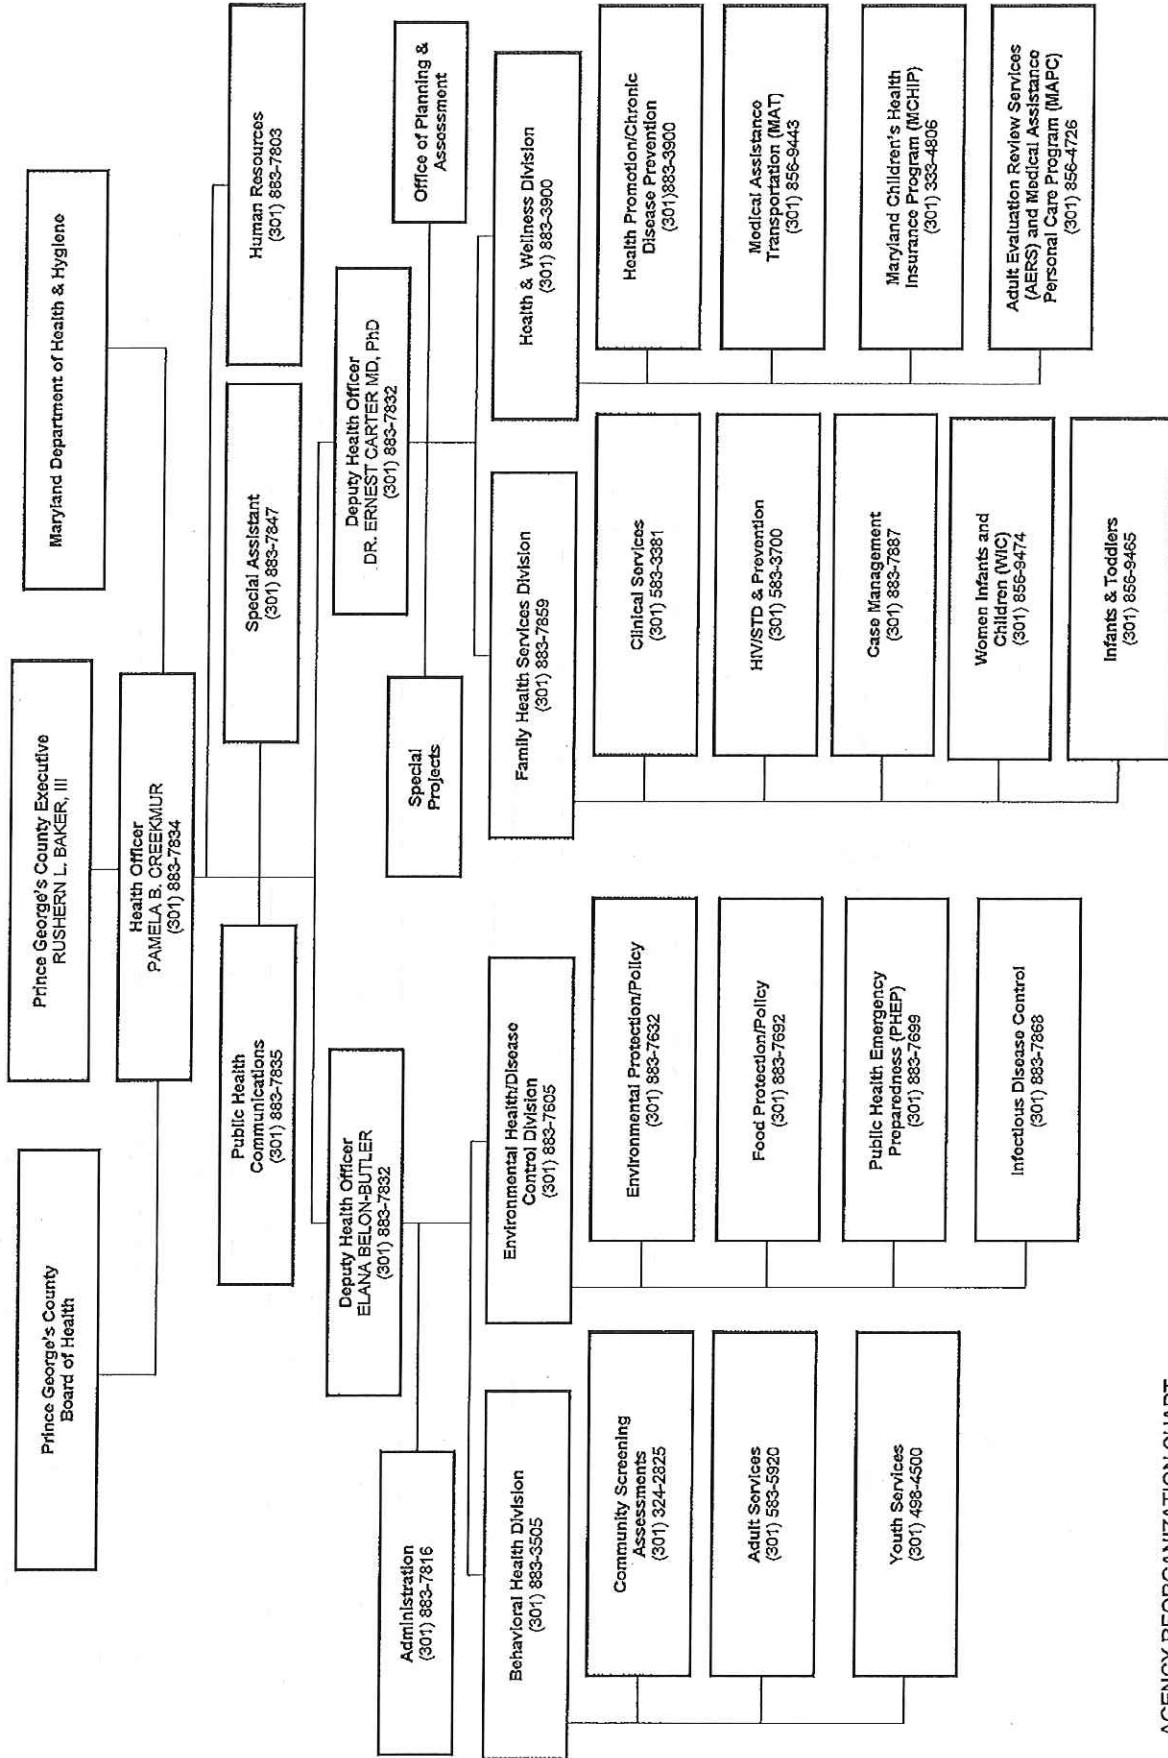 Prince George's County
Board of Health
Prince George's County Executive
RUSHERN L. BAKER, III
Maryland Department of Health & Hygiene
Health Officer
PAMELA B. CREEKMUR
(301) 883-7834
Public Health
Communications
(301) 883-7835
Special Assistant
(301) 883-7847
Human Resources
(301) 883-7803
Deputy Health Officer
ELANA BELON-BUTLER
(301) 883-7832
Deputy Health Officer
DR. ERNEST CARTER MD, PhD
(301) 883-7832
Administration
(301) 883-7816
Special
Projects
Office of Planning &
Assessment
Behavioral Health Division
(301) 883-3505
Environmental Health/Disease
Control Division
(301) 883-7605
Family Health Services Division
(301) 883-7859
Health & Wellness Division
(301) 883-3900
Community Screening
Assessments
(301) 324-2825
Adult Services
(301) 583-5920
Youth Services
(301) 498-4500
Environmental Protection/Policy
(301) 883-7632
Food Protection/Policy
(301) 883-7692
Public Health Emergency
Preparedness (PHEP)
(301) 883-7699
Infectious Disease Control
(301) 883-7868
Clinical Services
(301) 583-3381
HIV/STD & Prevention
(301) 583-3700
Case Management
(301) 883-7887
Women Infants and
Children (WIC)
(301) 856-9474
Infants & Toddlers
(301) 856-9465
Health Promotion/Chronic
Disease Prevention
(301)883-3900
Medical Assistance
Transportation (MAT)
(301) 856-9443
Maryland Children's Health
Insurance Program (MCHIP)
(301) 333-4806
Adult Evaluation Review Services
(AERS) and Medical Assistance
Personal Care Program (MAPC)
(301) 856-4726
AGENCY REORGANIZATION CHART